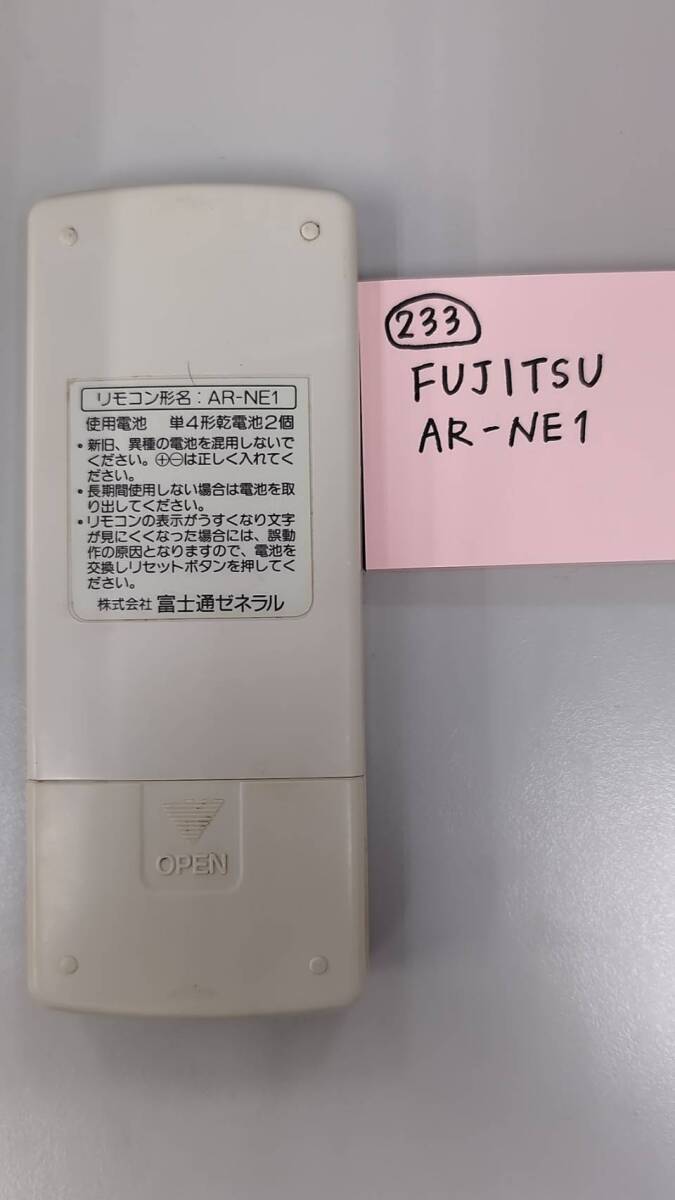 リモコン形名：AR-NE1
使用電池 単4形乾電池2個
・新旧、異種の電池を混用しないで
ください。⊕⊖は正しく入れてく
ださい。
・長期間使用しない場合は電池を取
り出してください。
・リモコンの表示がうすくなり文字
が見にくくなった場合には、誤動
作の原因となりますので、電池を
交換しリセットボタンを押してく
ださい。
株式会社 富士通ゼネラル
OPEN
233
FUJITSU
AR-NE1